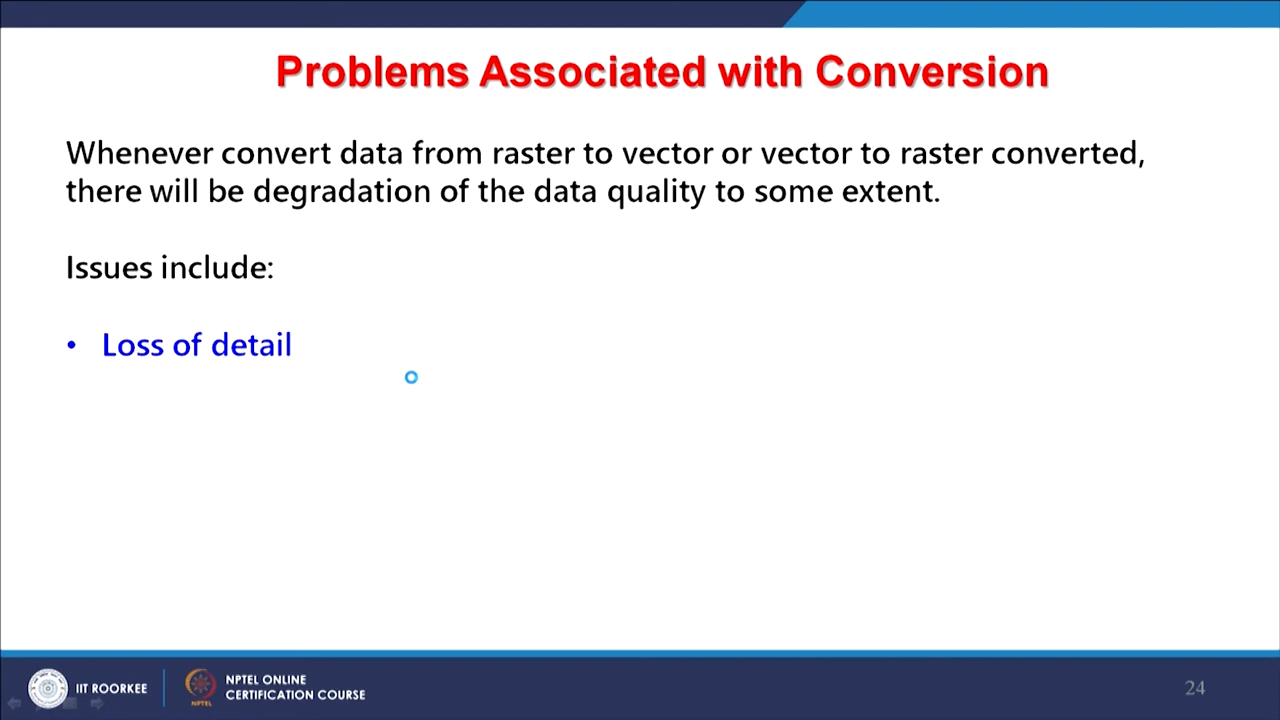 Problems Associated with Conversion
Whenever convert data from raster to vector or vector to raster converted,
there will be degradation of the data quality to some extent.
Issues include:
• Loss of detail
IIT ROORKEE
NPTEL
NPTEL ONLINE
CERTIFICATION COURSE
24